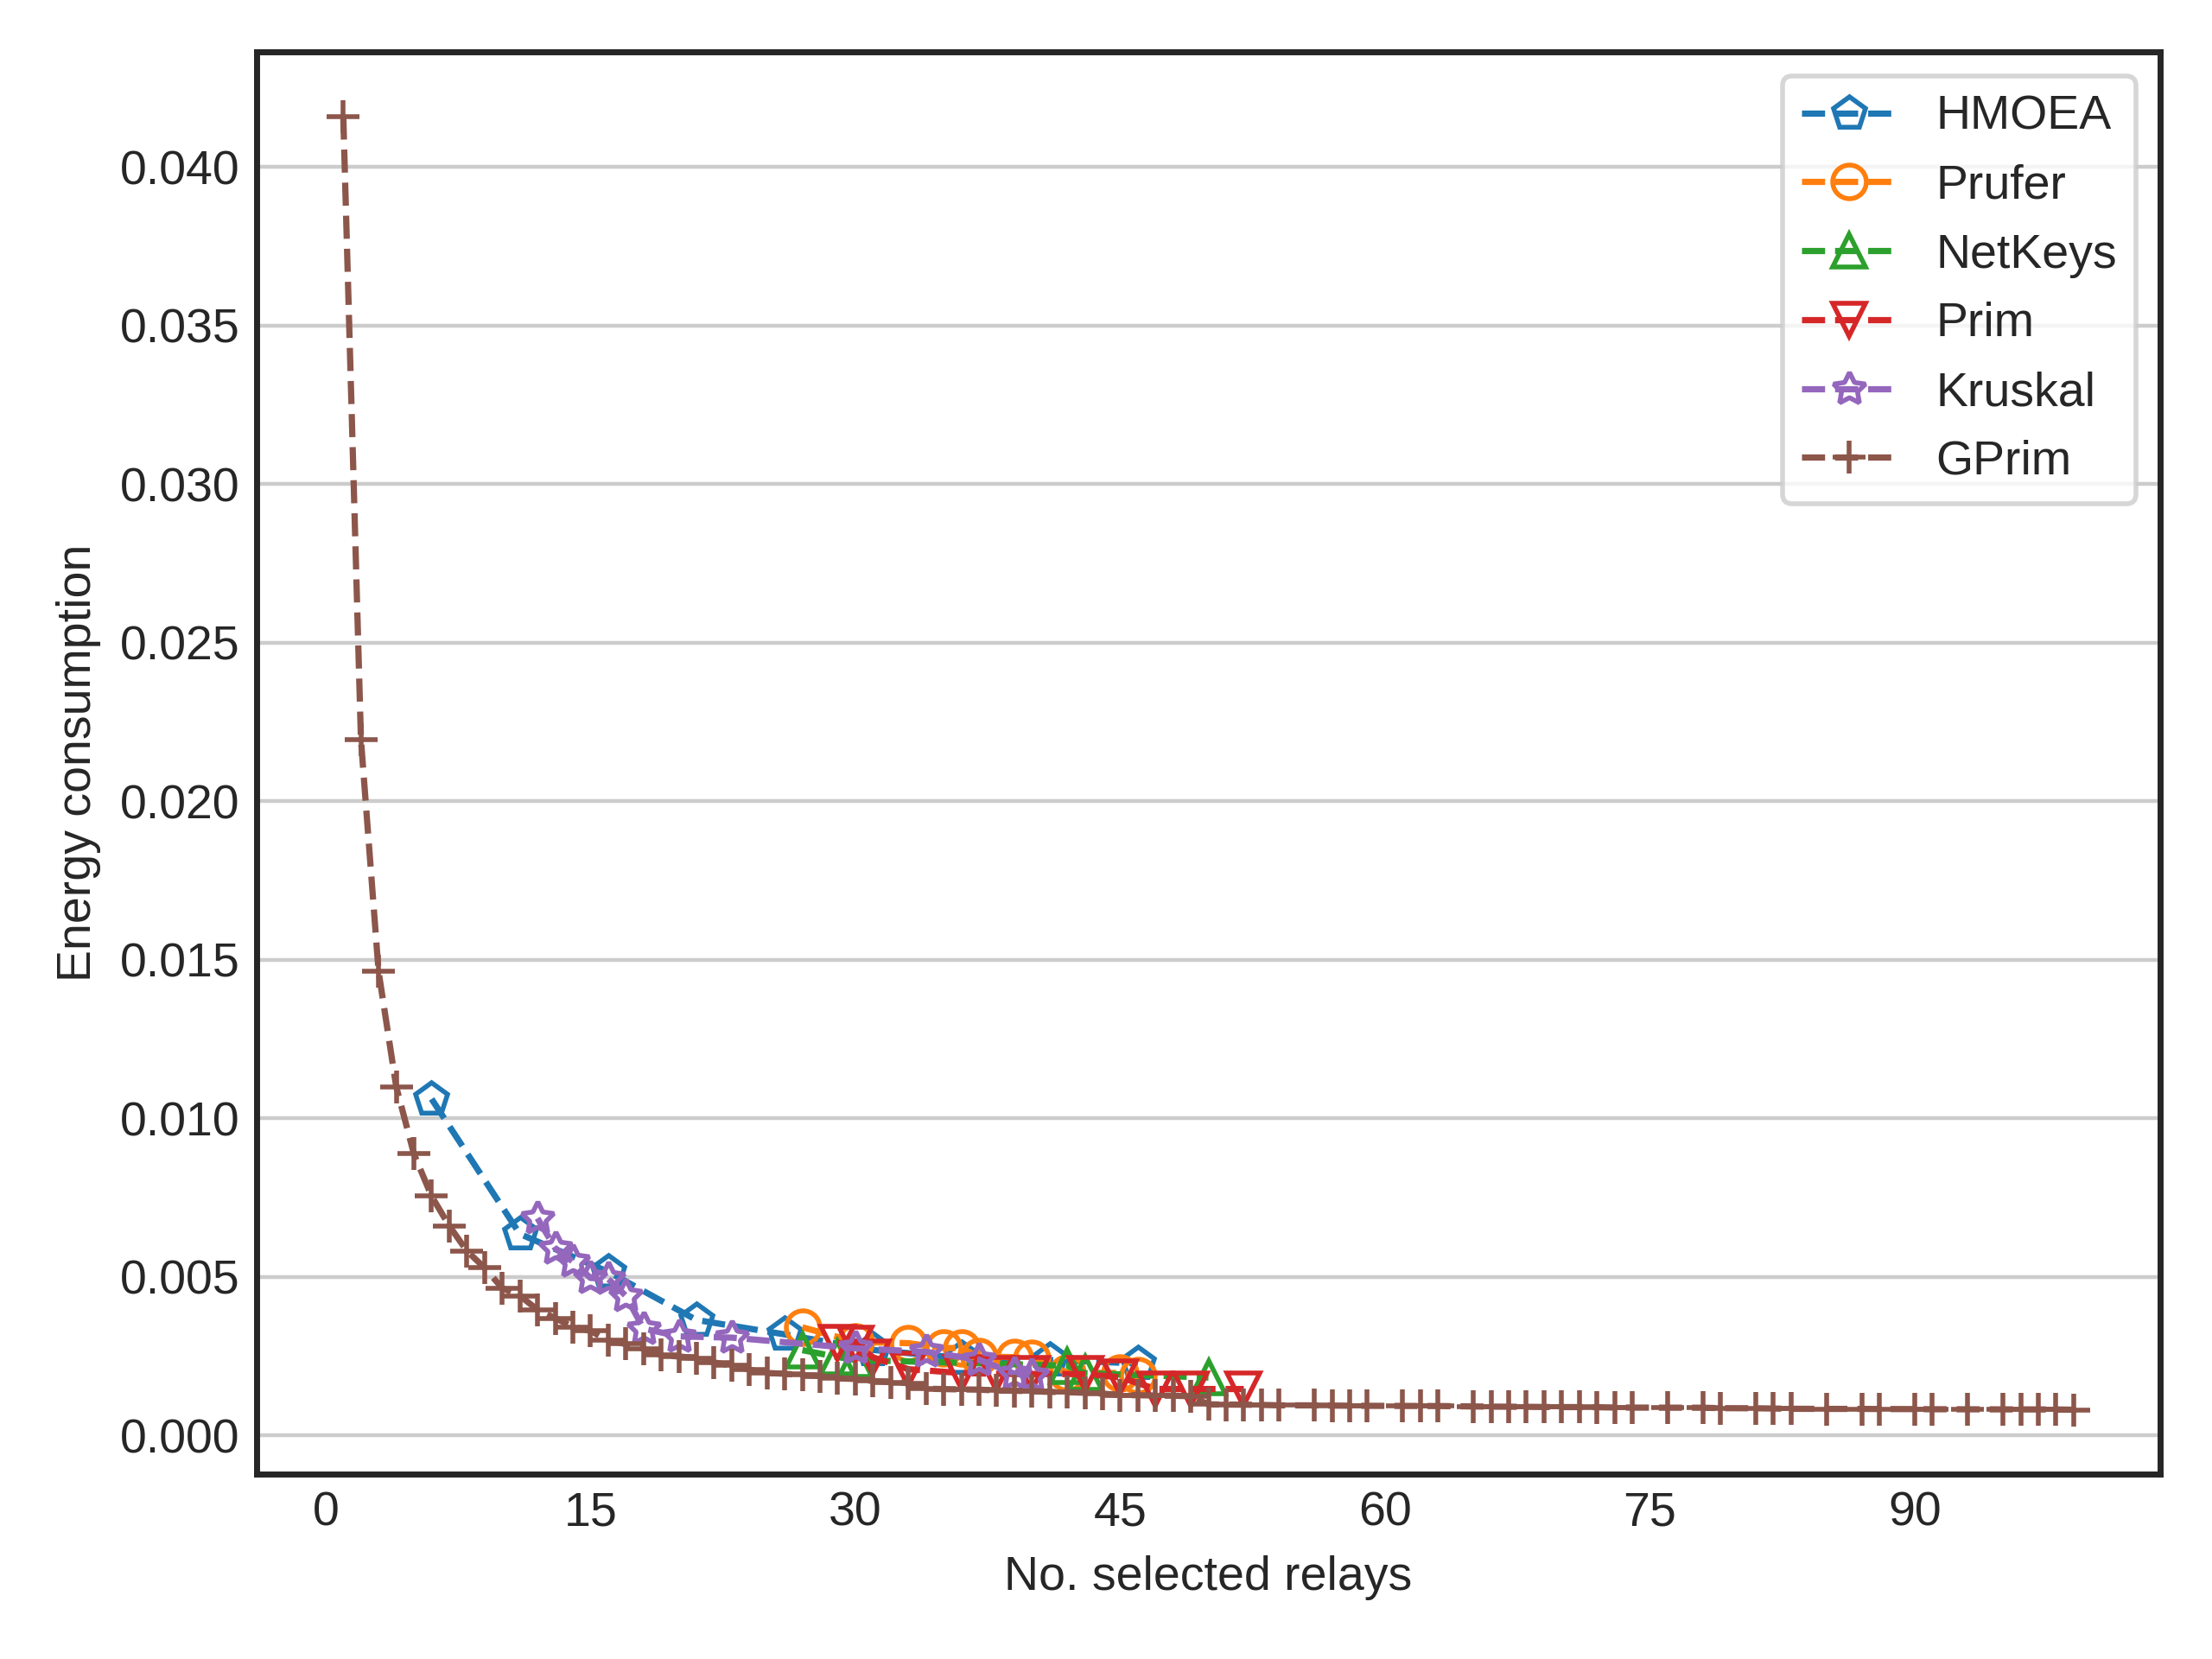 HMOEA
Prufer
NetKeys
Prim
Kruskal
GPrim
Energy consumption
0.040
0.035
0.030
0.025
0.020
0.015
0.010
0.005
0.000
0 15 30 45 60 75 90
No. selected relays